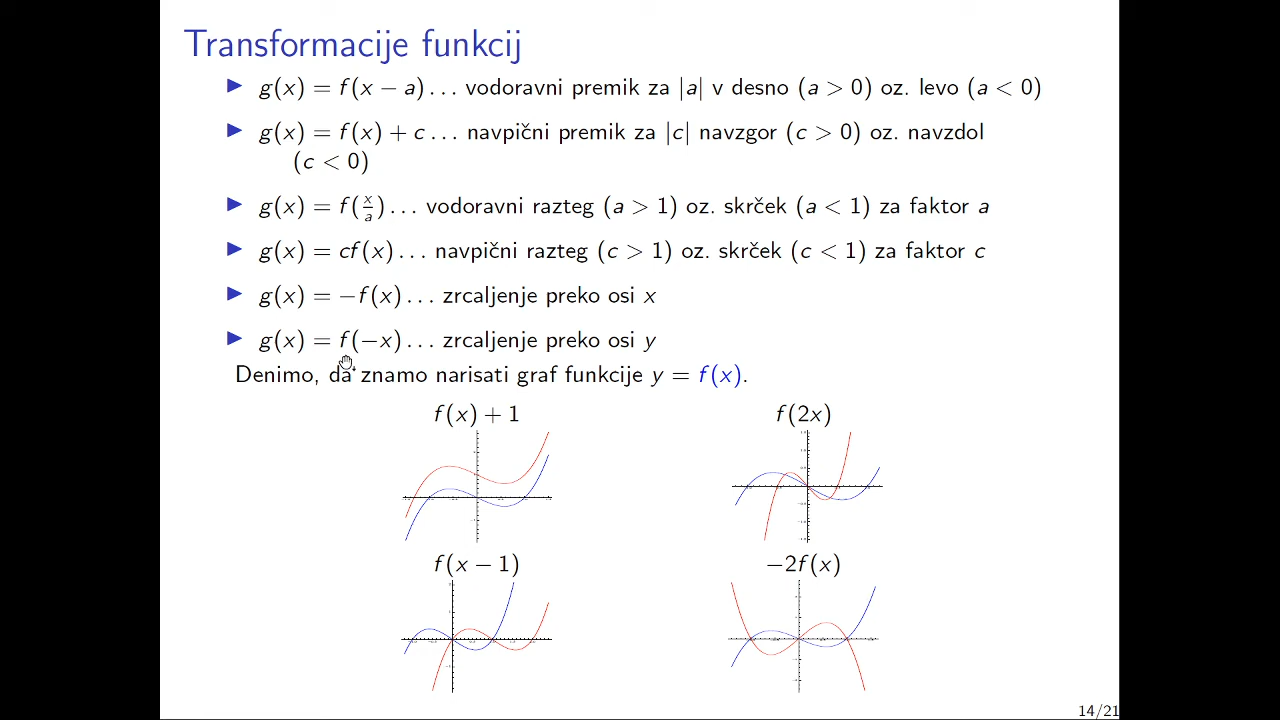 Transformacije funkcij
▶ g(x) = f(x − a) . . . vodoravni premik za |a| v desno (a > 0) oz. levo (a < 0)
▶ g(x) = f(x) + c . . . navpični premik za |c| navzgor (c > 0) oz. navzdol
(c < 0)
▶ g(x) = f(x/a) . . . vodoravni razteg (a > 1) oz. skrček (a < 1) za faktor a
▶ g(x) = cf(x) . . . navpični razteg (c > 1) oz. skrček (c < 1) za faktor c
▶ g(x) = −f(x) . . . zrcaljenje preko osi x
▶ g(x) = f(−x) . . . zrcaljenje preko osi y
Denimo, da znamo narisati graf funkcije y = f(x).
f(x) + 1
f(2x)
f(x − 1)
−2f(x)
14/21